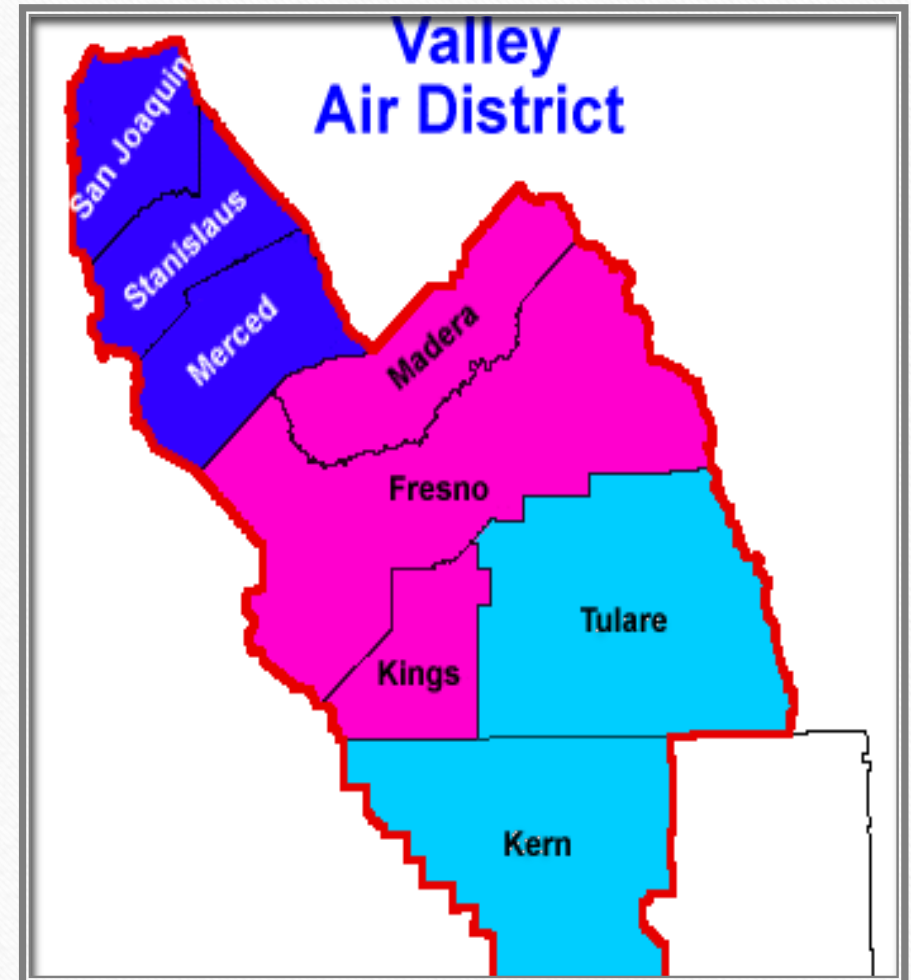 Valley
Air District
San Joaquin
Stanislaus
Merced
Madera
Fresno
Tulare
Kings
Kern